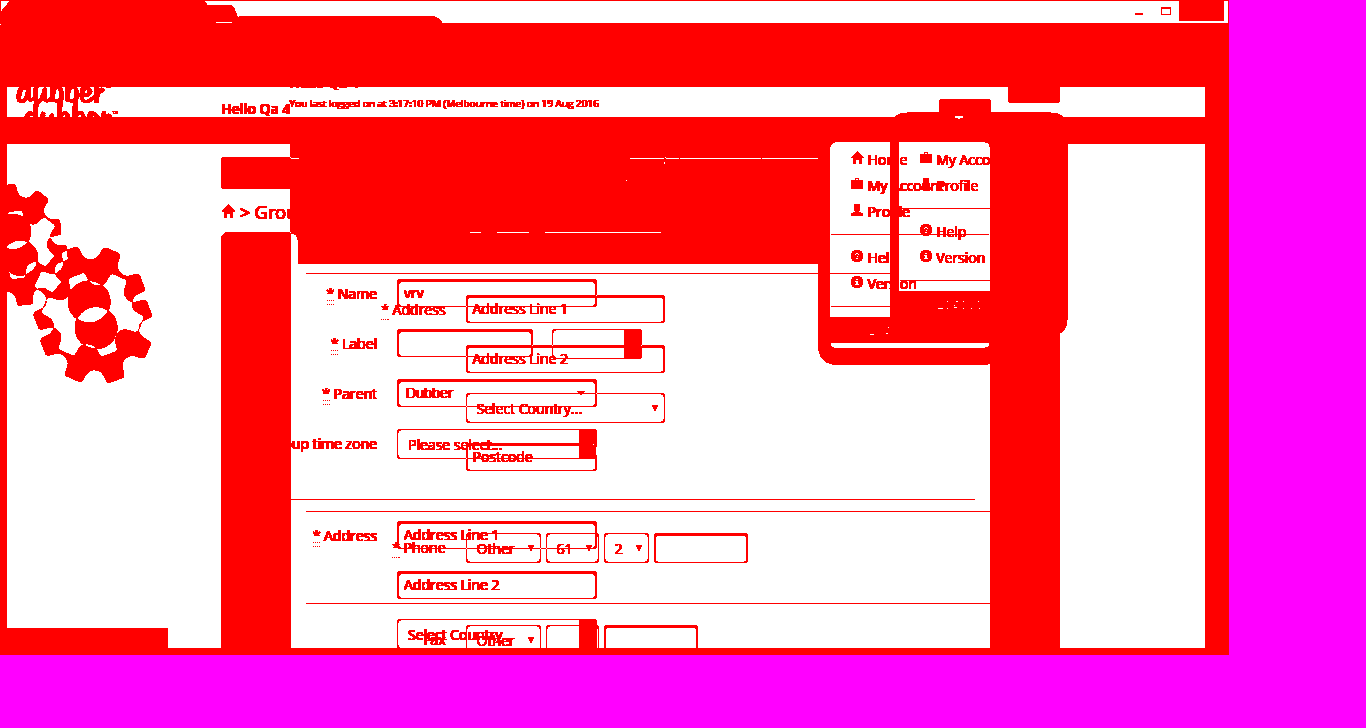 dubber
dubber
Hello Qa 4
You last logged on at 3:17:10 PM (Melbourne time) on 19 Aug 2016
Home
My Acco
My Account
Profile
Profile
Help
Hel
Version
Version
> Grou
* Name
vrv
* Address
Address Line 1
* Label
Address Line 2
* Parent
Dubber
Select Country...
up time zone
Please select...
Postcode
* Address
Address Line 1
* Phone
Other
61
2
Address Line 2
Select Country
Fax
Other